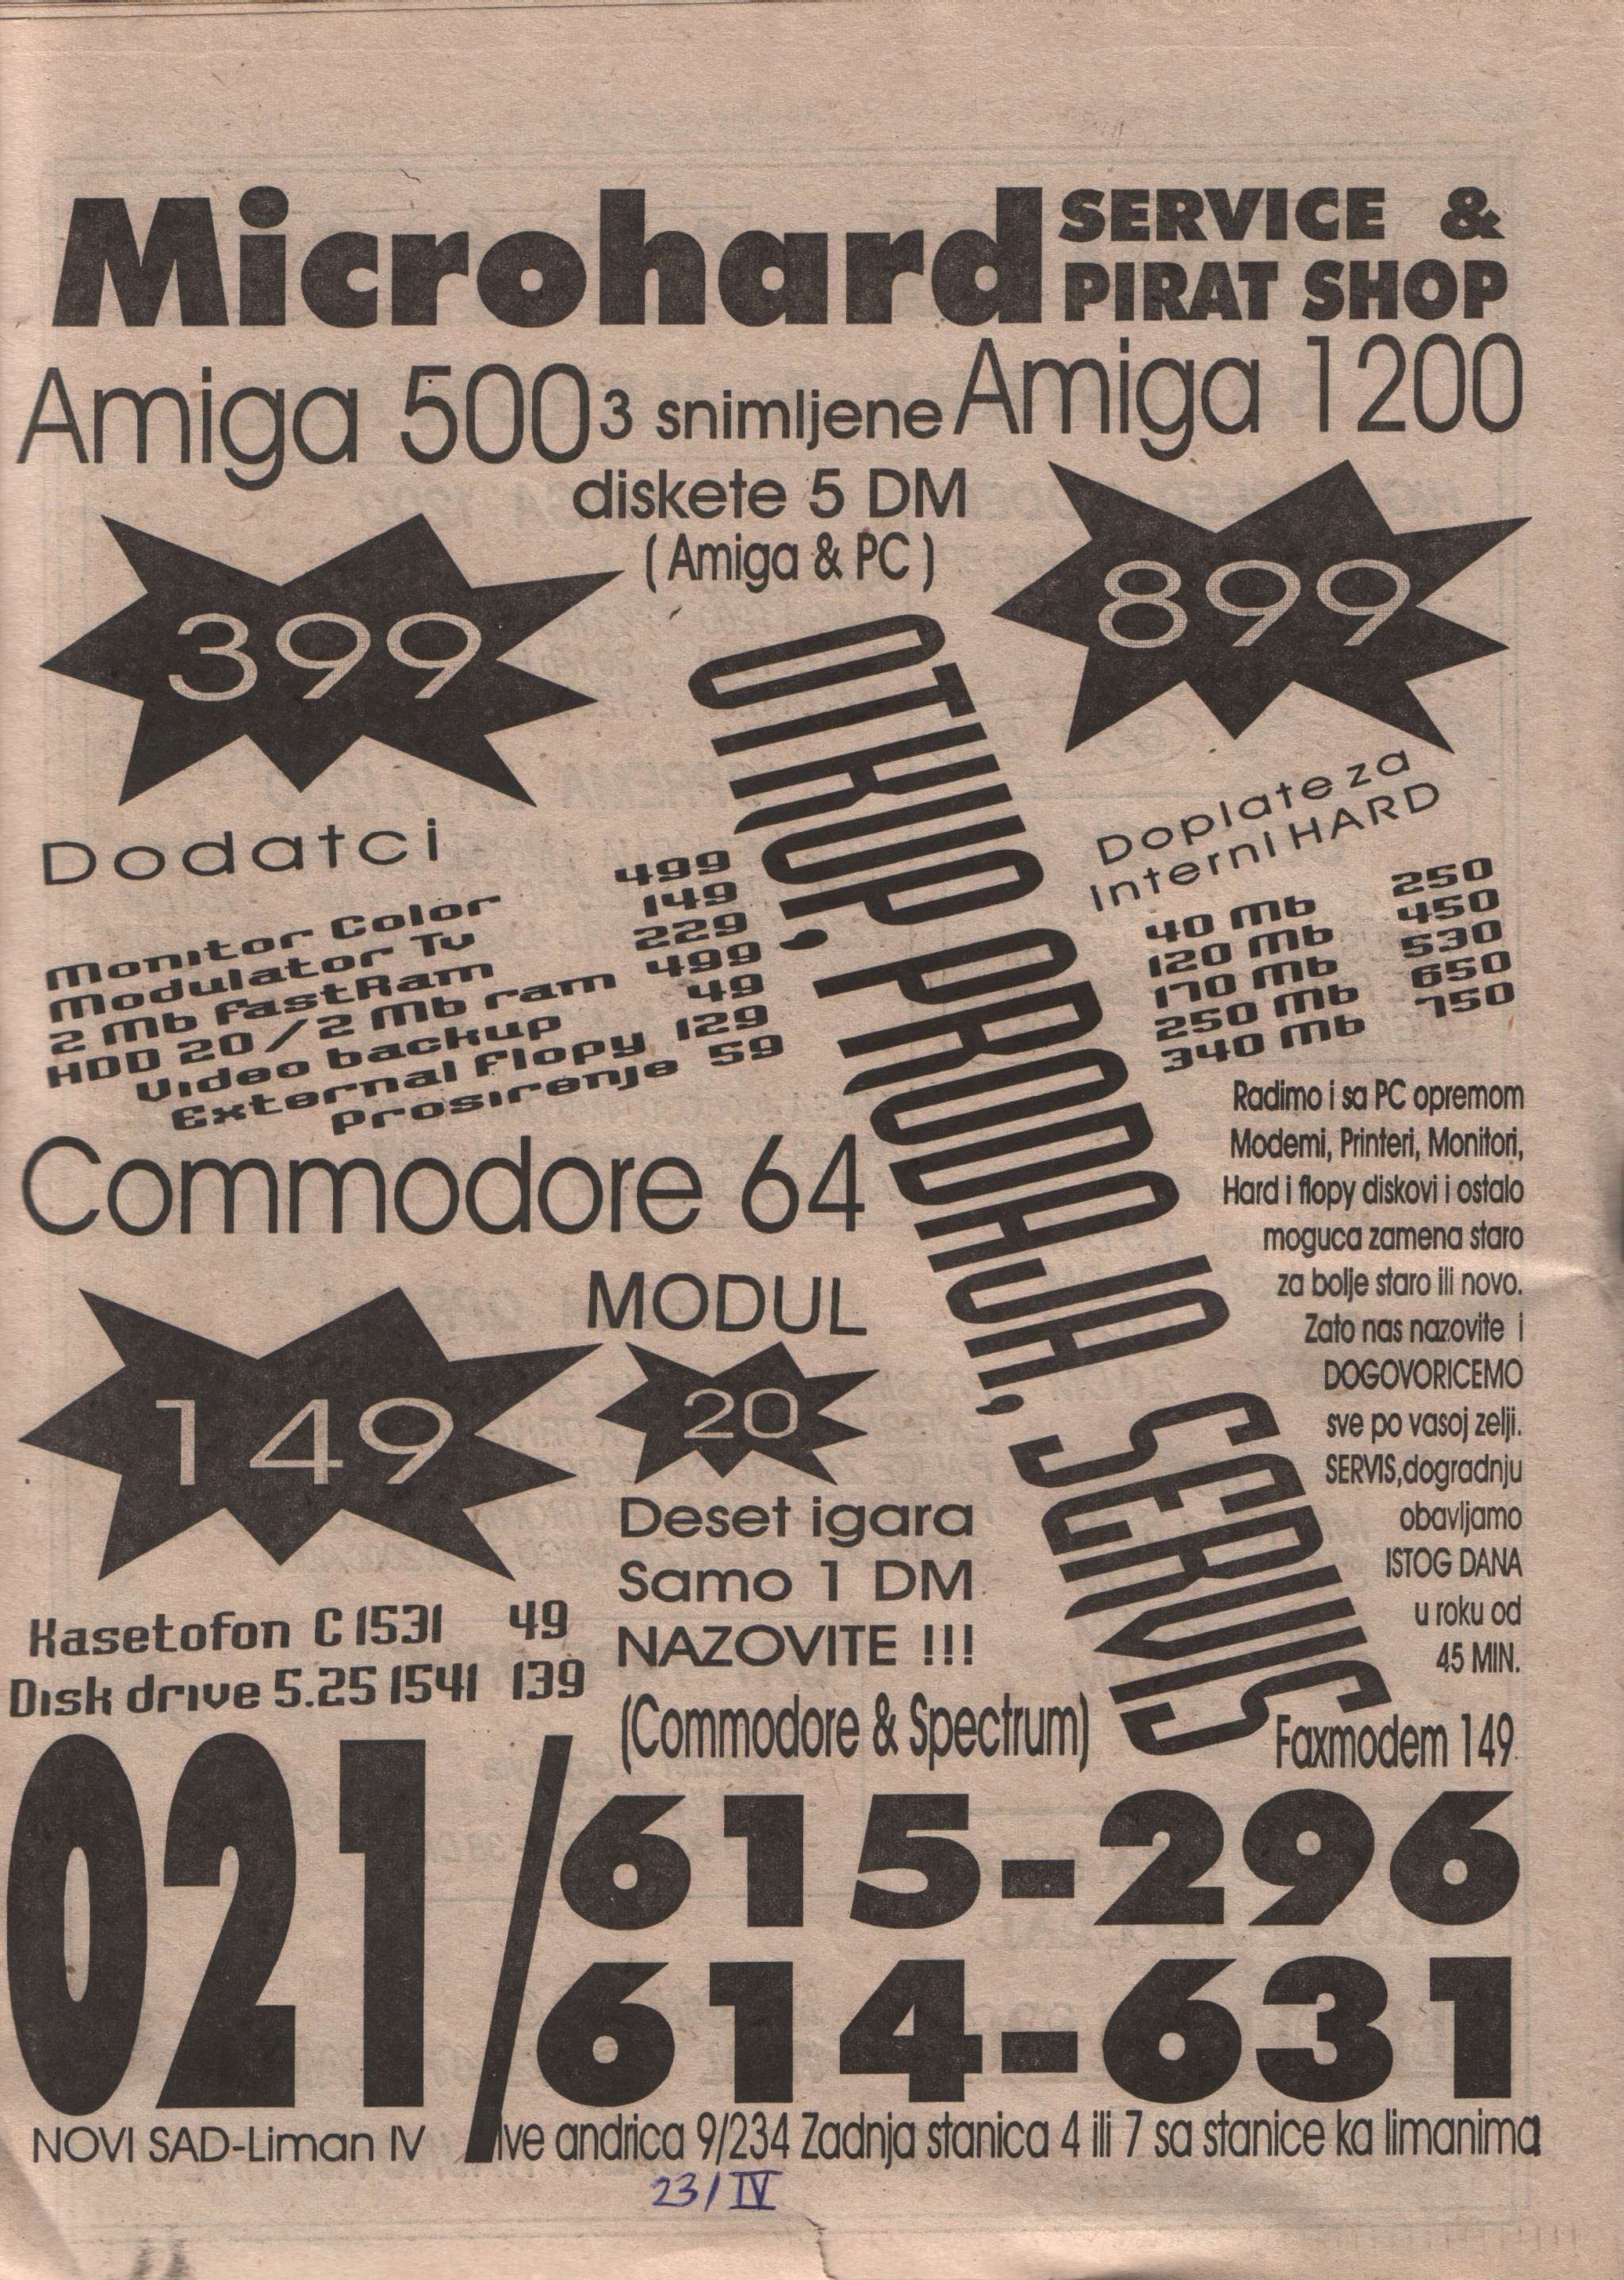 Microhard SERVICE &
PIRAT SHOP
Amiga 500
3 snimljene
diskete 5 DM
( Amiga & PC )
Amiga 1200
399
899
OTKUP, PRODAJA, SERVIS
Dodatci
Monitor Color 499
Modulator Tv 149
2 Mb FastRam 229
HDD 20/2 Mb ram 499
Video backup 49
External Flopy 129
prosirenje 59
Doplate za
Interni HARD
40 mb 250
120 mb 450
170 mb 530
250 mb 650
340 mb 750
Commodore 64
149
MODUL
20
Deset igara
Samo 1 DM
NAZOVITE !!!
(Commodore & Spectrum)
Kasetofon C1531 49
Disk drive 5.25 1541 139
Radimo i sa PC opremom
Modemi, Printeri, Monitori,
Hard i flopy diskovi i ostalo
moguca zamena staro
za bolje staro ili novo.
Zato nas nazovite i
DOGOVORICEMO
sve po vasoj zelji.
SERVIS,dogradnju
obavljamo
ISTOG DANA
u roku od
45 MIN.
Faxmodem 149
021/615-296
614-631
NOVI SAD-Liman IV Ive andrica 9/234 Zadnja stanica 4 ili 7 sa stanice ka limanima
23/IV